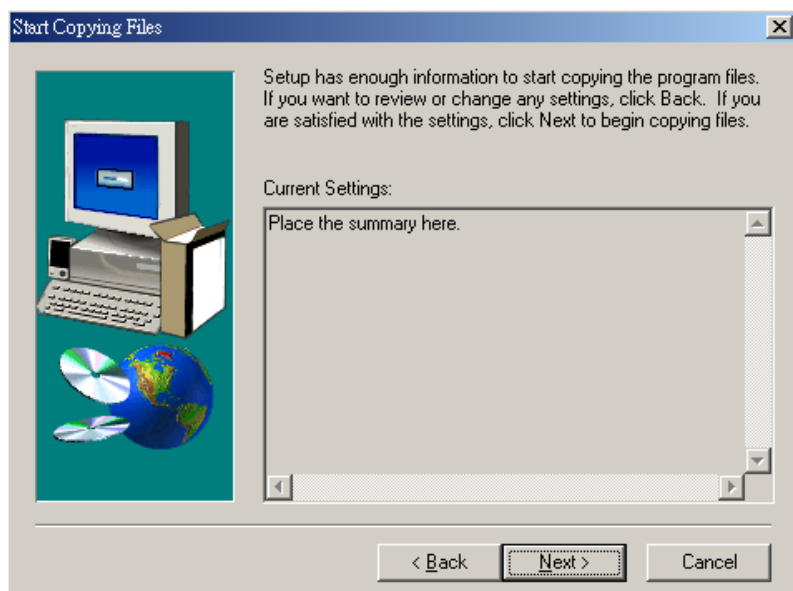 Start Copying Files
Setup has enough information to start copying the program files.
If you want to review or change any settings, click Back.  If you
are satisfied with the settings, click Next to begin copying files.
Current Settings:
Place the summary here.
< Back
Next >
Cancel